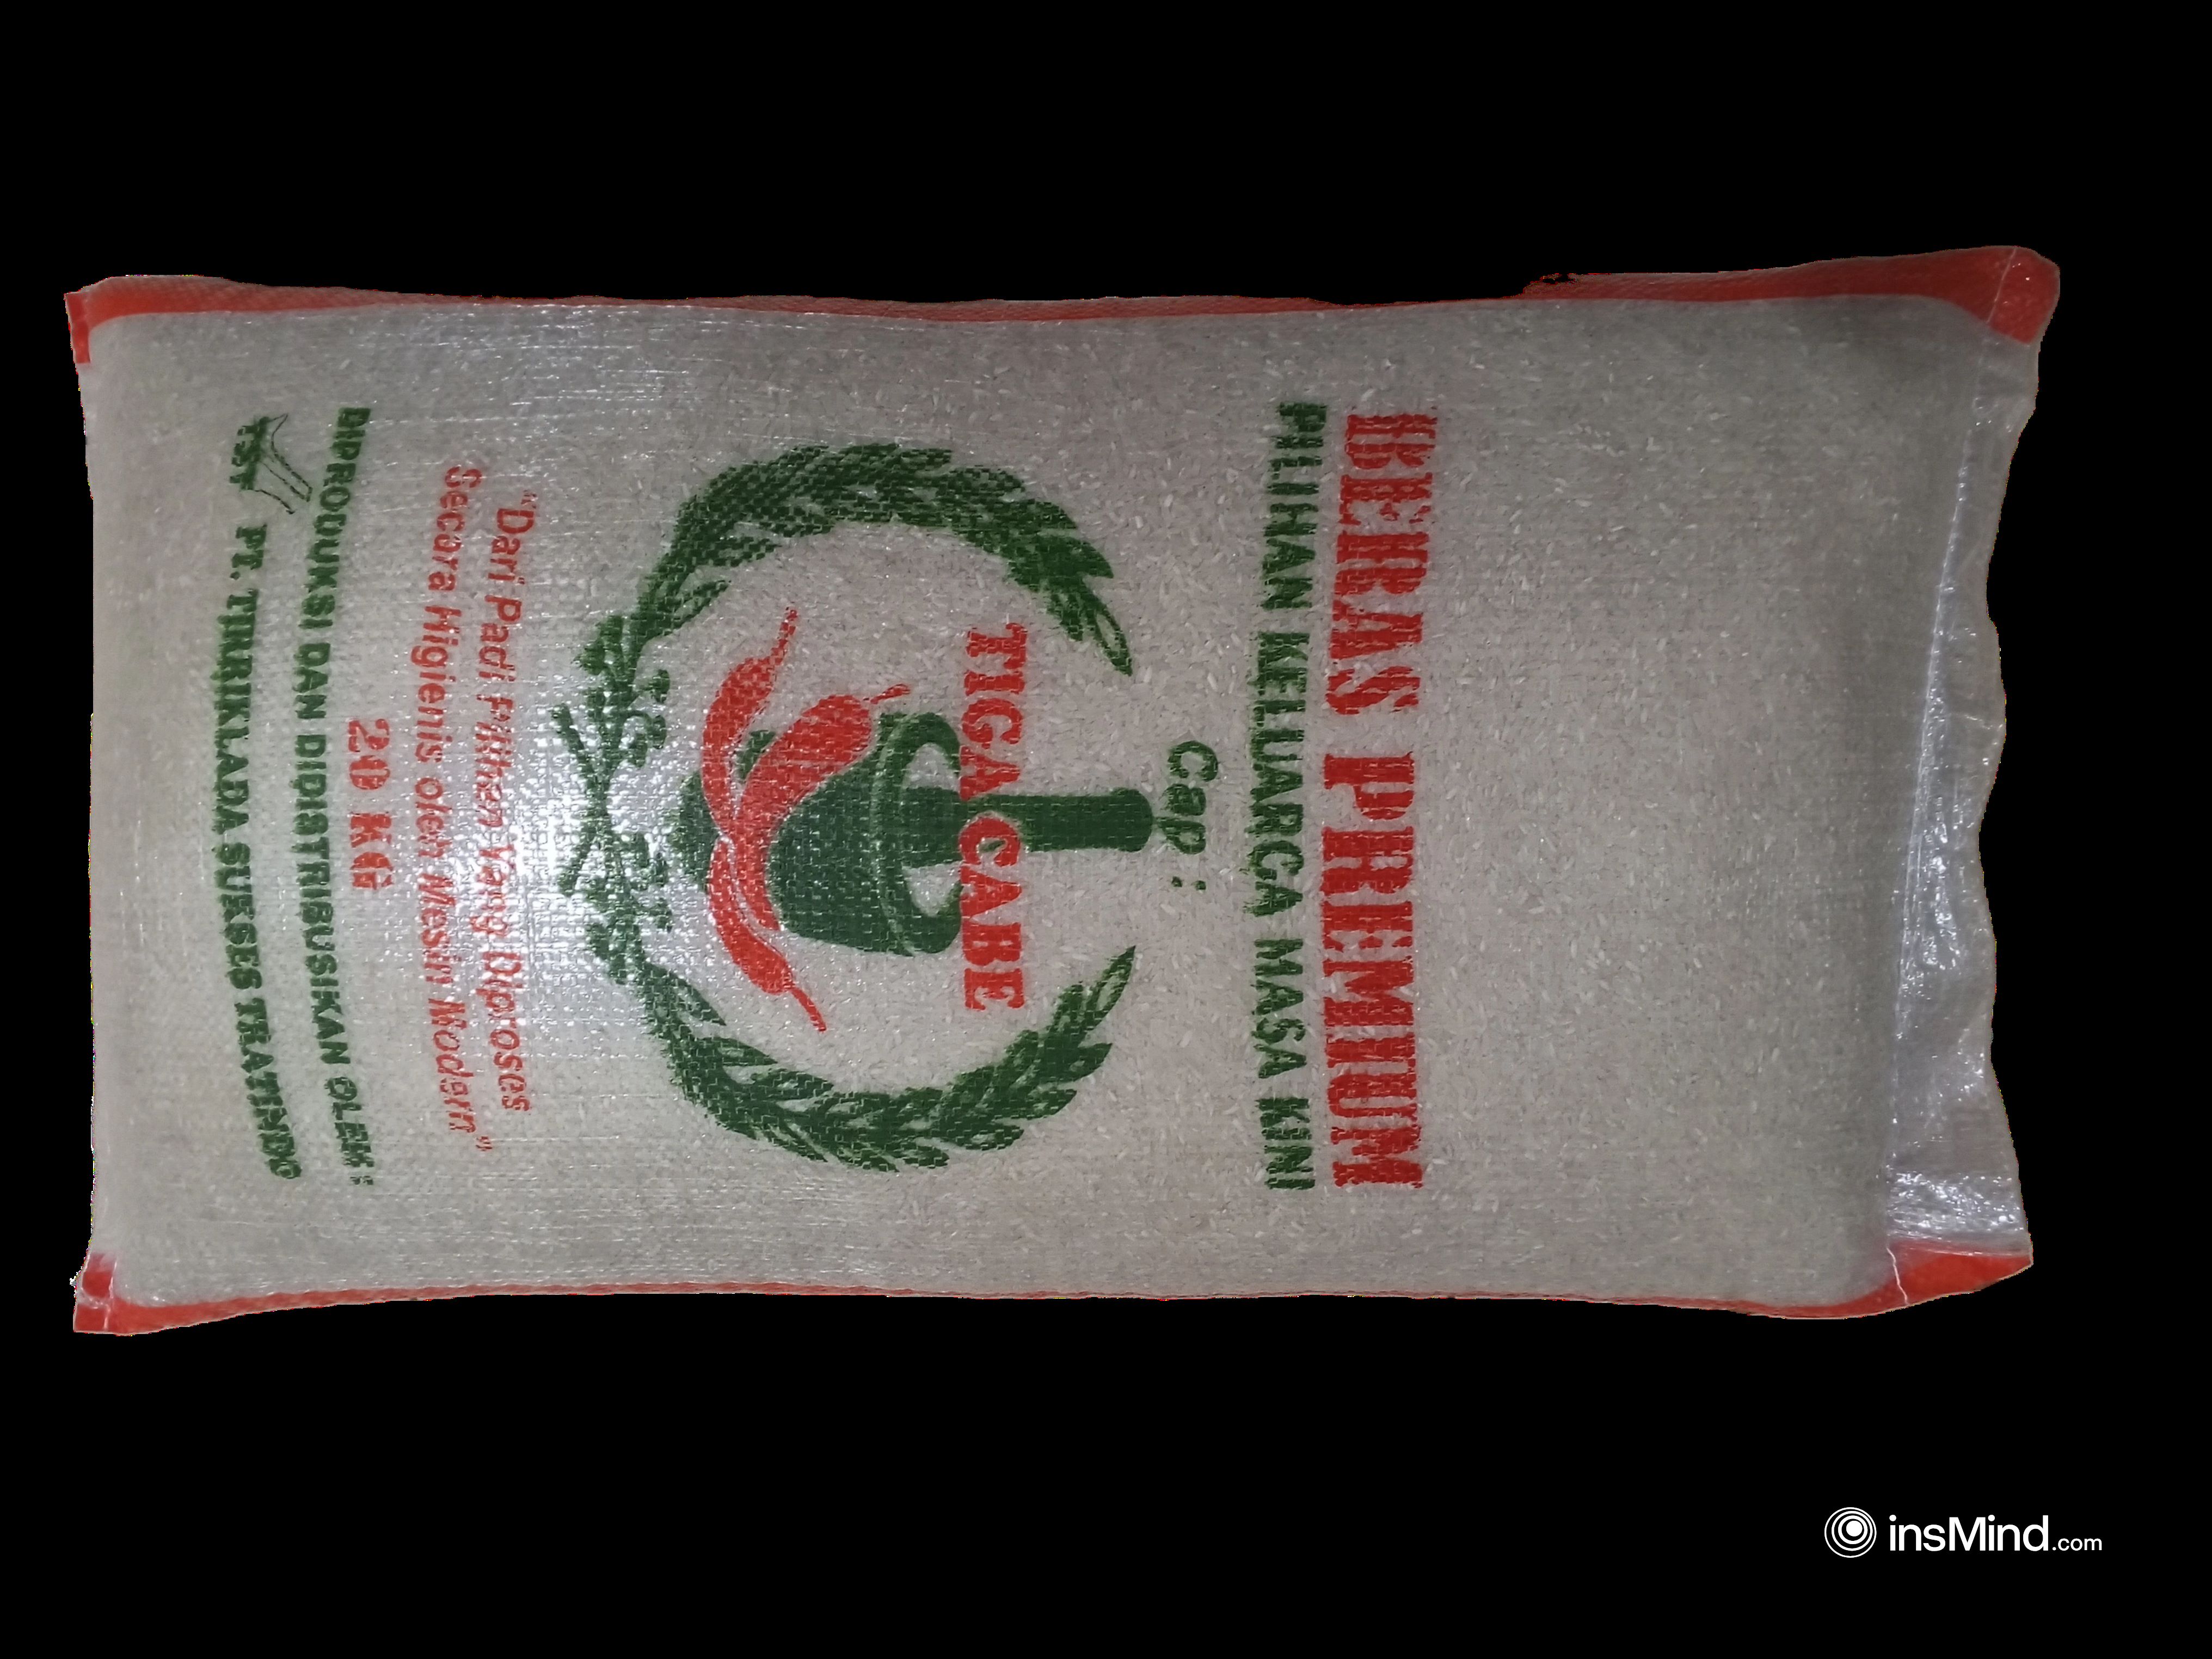 BERAS PREMIUM
PILIHAN KELUARGA MASA KINI
Cap :
TIGA CABE
"Dari Padi Pilihan Yang Diproses
Secara Higienis oleh Mesin Modern"
20 KG
DIPRODUKSI DAN DIDISTRIBUSIKAN OLEH :
TST PT. TIRIKLADA SUKSES TRATINDO
insMind.com